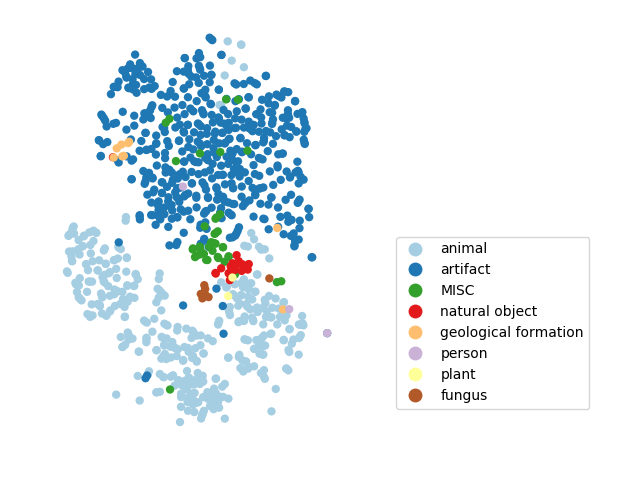 animal
artifact
MISC
natural object
geological formation
person
plant
fungus